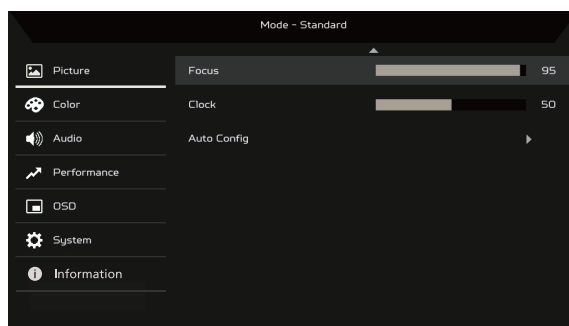 Mode - Standard
Picture
Focus 95
Color
Clock 50
Audio
Auto Config
Performance
OSD
System
Information